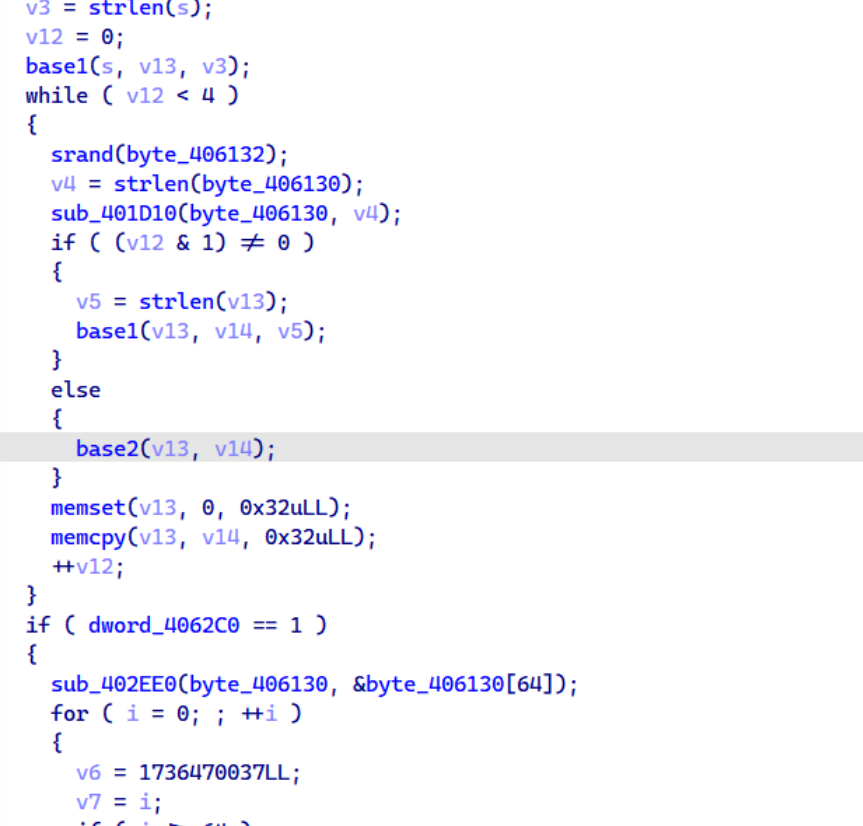 v3 = strlen(s);
v12 = 0;
base1(s, v13, v3);
while ( v12 < 4 )
{
srand(byte_406132);
v4 = strlen(byte_406130);
sub_401D10(byte_406130, v4);
if ( (v12 & 1) != 0 )
{
v5 = strlen(v13);
base1(v13, v14, v5);
}
else
{
base2(v13, v14);
}
memset(v13, 0, 0x32uLL);
memcpy(v13, v14, 0x32uLL);
++v12;
}
if ( dword_4062C0 == 1 )
{
sub_402EE0(byte_406130, &byte_406130[64]);
for ( i = 0; ; ++i )
{
v6 = 1736470037LL;
v7 = i;